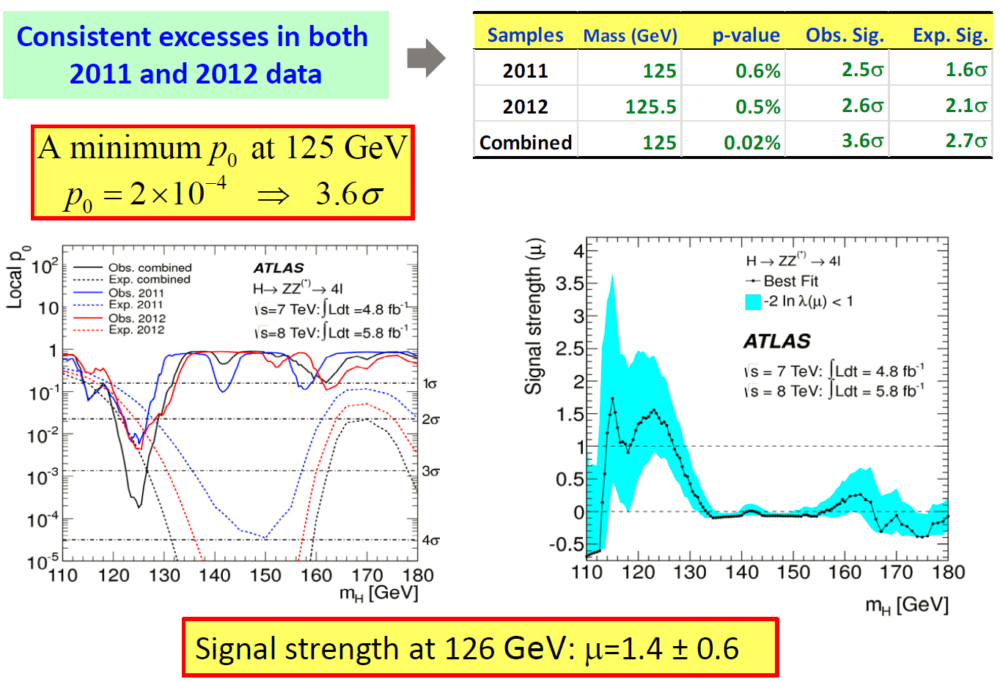 Consistent excesses in both
2011 and 2012 data
Samples Mass (GeV) p-value Obs. Sig. Exp. Sig.
2011 125 0.6% 2.5σ 1.6σ
2012 125.5 0.5% 2.6σ 2.1σ
Combined 125 0.02% 3.6σ 2.7σ
A minimum p₀ at 125 GeV
p₀ = 2×10⁻⁴ ⇒ 3.6σ
Local p₀
10²
10
1
10⁻¹
10⁻²
10⁻³
10⁻⁴
10⁻⁵
Obs. combined
Exp. combined
Obs. 2011
Exp. 2011
Obs. 2012
Exp. 2012
ATLAS
H→ ZZ⁽*⁾→ 4l
√s=7 TeV:∫Ldt =4.8 fb⁻¹
√s=8 TeV:∫Ldt =5.8 fb⁻¹
1σ
2σ
3σ
4σ
110 120 130 140 150 160 170 180
m_H [GeV]
Signal strength (μ)
4
3.5
3
2.5
2
1.5
1
0.5
0
-0.5
H→ ZZ⁽*⁾→ 4l
Best Fit
-2 ln λ(μ) < 1
ATLAS
√s = 7 TeV: ∫Ldt = 4.8 fb⁻¹
√s = 8 TeV: ∫Ldt = 5.8 fb⁻¹
110 120 130 140 150 160 170 180
m_H [GeV]
Signal strength at 126 GeV: μ=1.4 ± 0.6